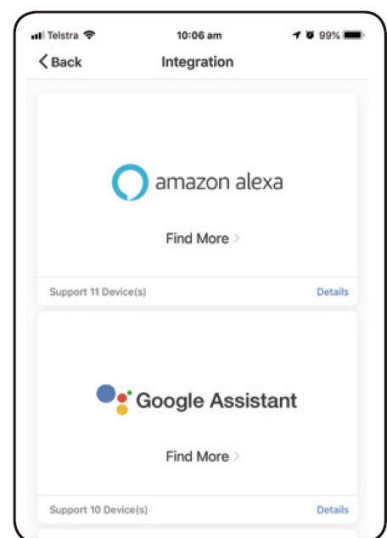 Telstra 10:06 am 99%
Back Integration
amazon alexa
Find More
Support 11 Device(s) Details
Google Assistant
Find More
Support 10 Device(s) Details